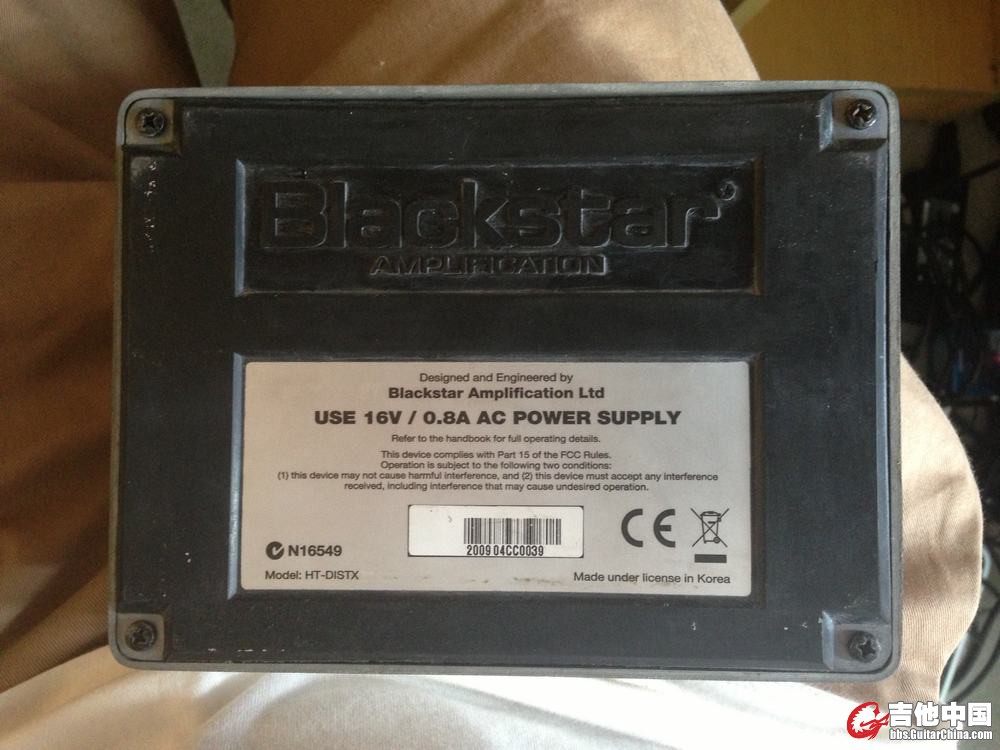 Blackstar®
AMPLIFICATION
Designed and Engineered by
Blackstar Amplification Ltd
USE 16V / 0.8A AC POWER SUPPLY
Refer to the handbook for full operating details.
This device complies with Part 15 of the FCC Rules.
Operation is subject to the following two conditions:
(1) this device may not cause harmful interference, and (2) this device must accept any interference
received, including interference that may cause undesired operation.
N16549
200904CC0039
CE
Model: HT-DISTX
Made under license in Korea
吉他中国
bbs.GuitarChina.com